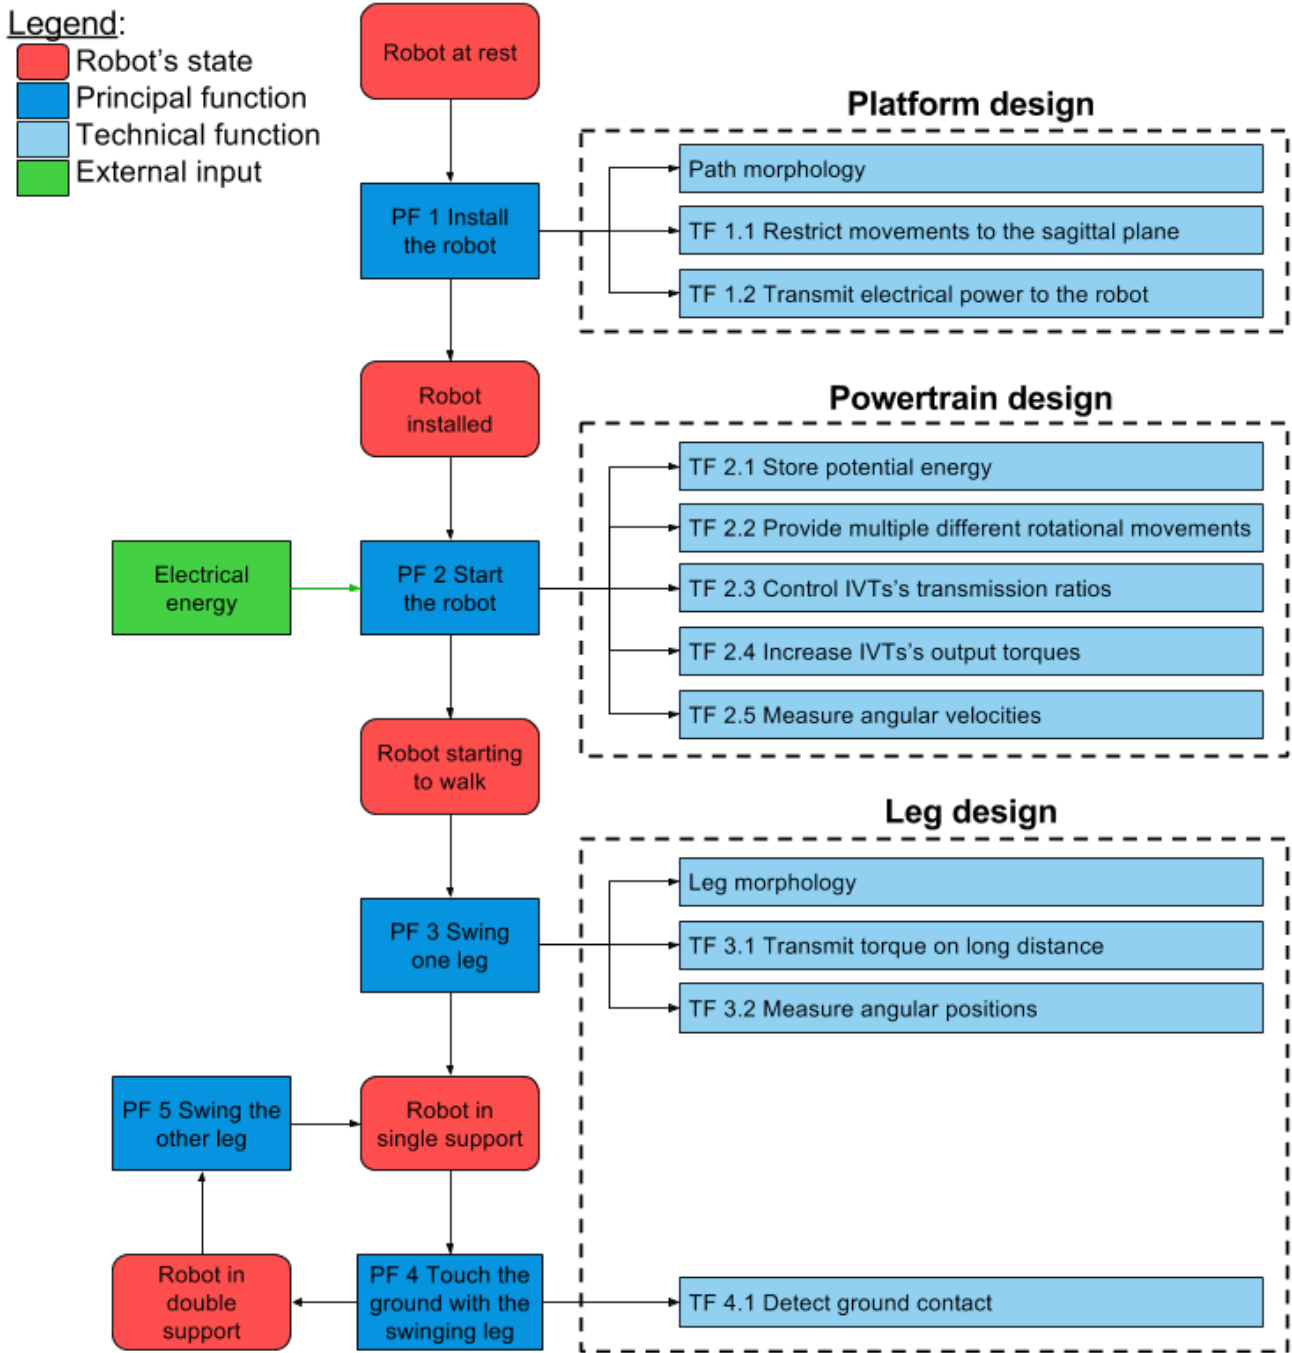 Legend:
Robot's state
Principal function
Technical function
External input
Robot at rest
PF 1 Install
the robot
Platform design
Path morphology
TF 1.1 Restrict movements to the sagittal plane
TF 1.2 Transmit electrical power to the robot
Robot
installed
Powertrain design
Electrical
energy
PF 2 Start
the robot
TF 2.1 Store potential energy
TF 2.2 Provide multiple different rotational movements
TF 2.3 Control IVTs's transmission ratios
TF 2.4 Increase IVTs's output torques
TF 2.5 Measure angular velocities
Robot starting
to walk
Leg design
PF 3 Swing
one leg
Leg morphology
TF 3.1 Transmit torque on long distance
TF 3.2 Measure angular positions
PF 5 Swing the
other leg
Robot in
single support
Robot in
double
support
PF 4 Touch the
ground with the
swinging leg
TF 4.1 Detect ground contact